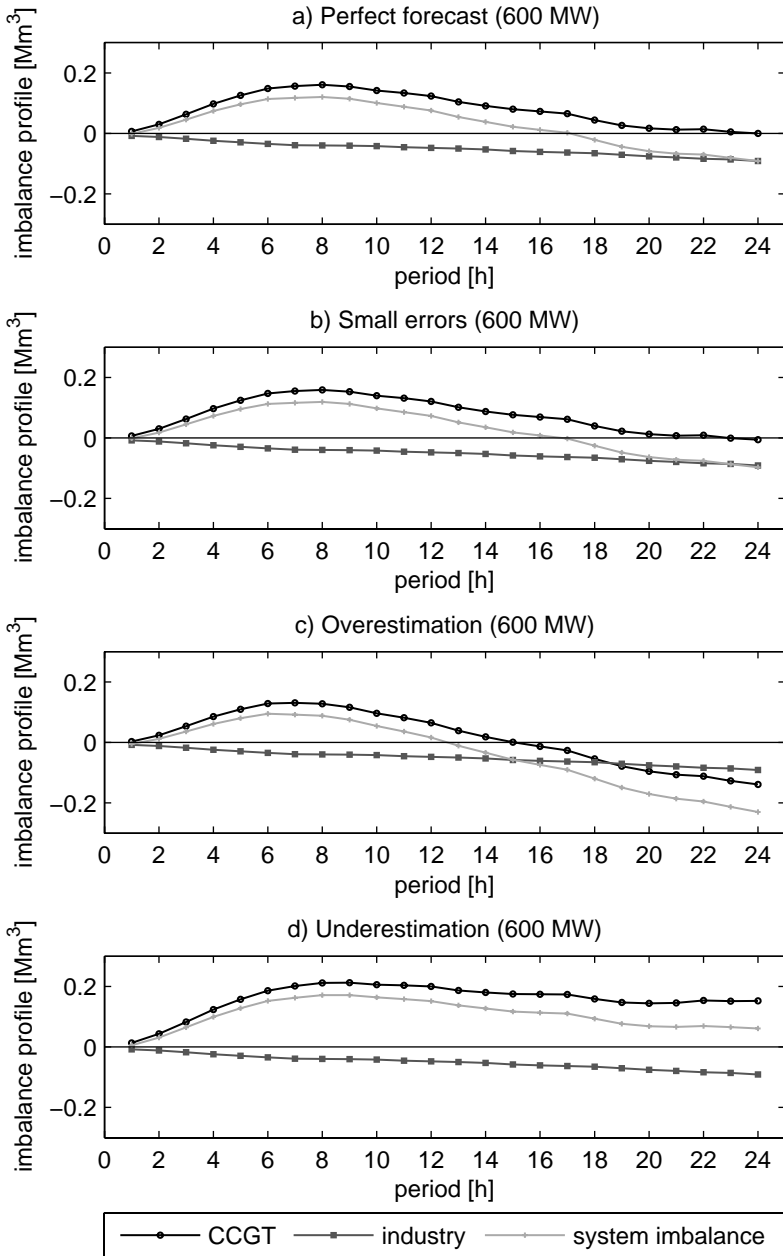 a) Perfect forecast (600 MW)
imbalance profile [Mm³]
0.2
0
−0.2
0 2 4 6 8 10 12 14 16 18 20 22 24
period [h]
b) Small errors (600 MW)
imbalance profile [Mm³]
0.2
0
−0.2
0 2 4 6 8 10 12 14 16 18 20 22 24
period [h]
c) Overestimation (600 MW)
imbalance profile [Mm³]
0.2
0
−0.2
0 2 4 6 8 10 12 14 16 18 20 22 24
period [h]
d) Underestimation (600 MW)
imbalance profile [Mm³]
0.2
0
−0.2
0 2 4 6 8 10 12 14 16 18 20 22 24
period [h]
CCGT industry system imbalance